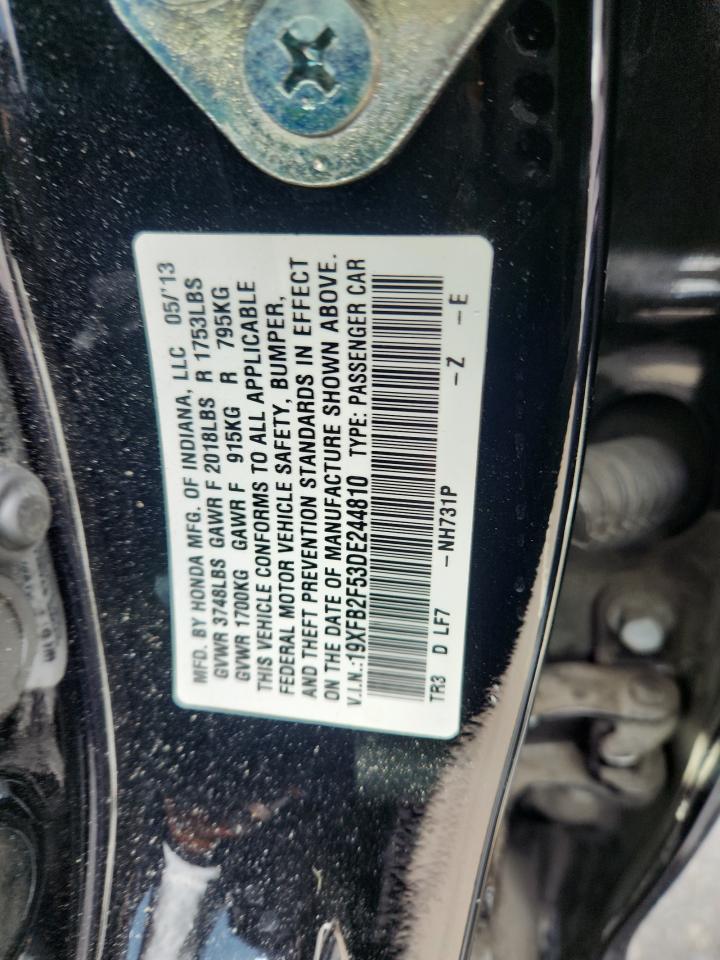 MFD. BY HONDA MFG. OF INDIANA, LLC 05/'13
GVWR 3748LBS GAWR F 2018LBS R 1753LBS
GVWR 1700KG GAWR F 915KG R 795KG
THIS VEHICLE CONFORMS TO ALL APPLICABLE
FEDERAL MOTOR VEHICLE SAFETY, BUMPER,
AND THEFT PREVENTION STANDARDS IN EFFECT
ON THE DATE OF MANUFACTURE SHOWN ABOVE.
V.I.N.:19XFB2F53DE244810 TYPE: PASSENGER CAR
TR3 D LF7 -NH731P -Z -E